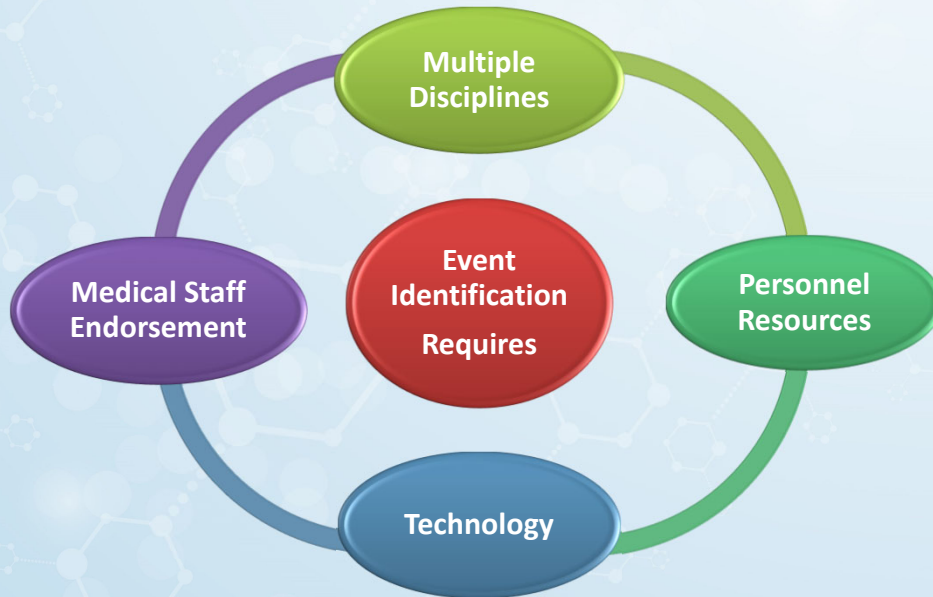 Multiple
Disciplines
Event
Identification
Requires
Medical Staff
Endorsement
Personnel
Resources
Technology